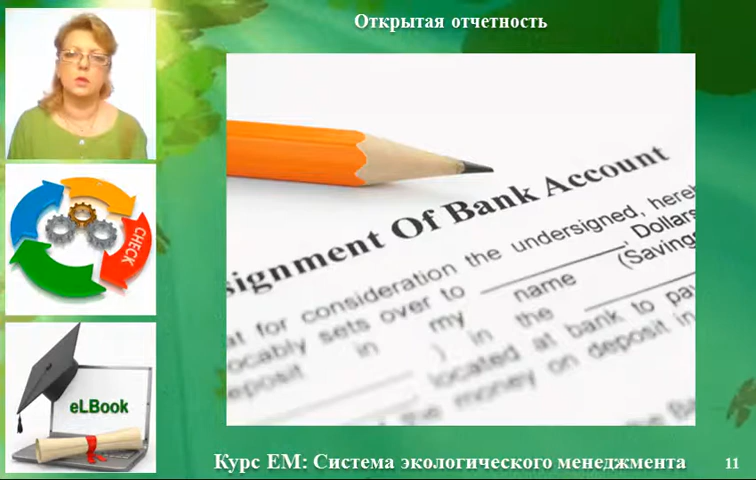 Открытая отчетность
CHECK
eLBook
signment Of Bank Account
at for consideration the undersigned, hereb
ocably sets over to , Dollars
deposit in my name (Savings
) in the
located at bank to pay
the money on deposit in
Курс ЕМ: Система экологического менеджмента 11